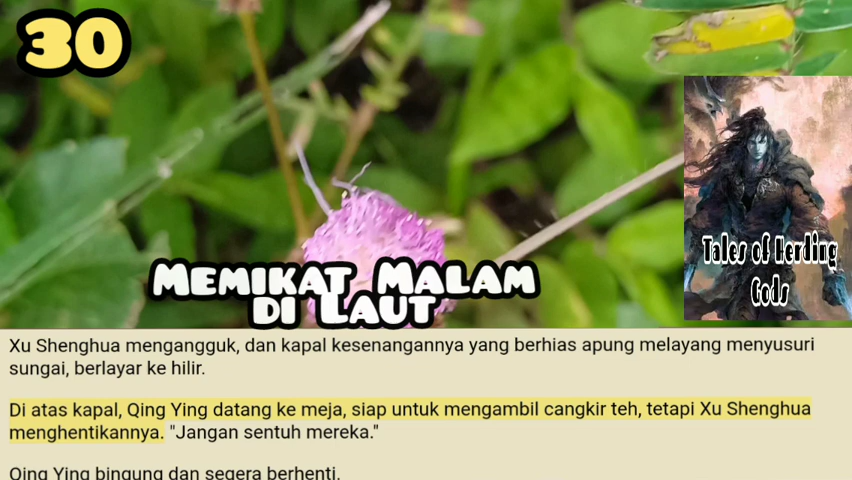 30
Tales of Herding
Gods
MEMIKAT MALAM
DI LAUT
Xu Shenghua mengangguk, dan kapal kesenangannya yang berhias apung melayang menyusuri
sungai, berlayar ke hilir.
Di atas kapal, Qing Ying datang ke meja, siap untuk mengambil cangkir teh, tetapi Xu Shenghua
menghentikannya. "Jangan sentuh mereka."
Qing Ying bingung dan segera berhenti.